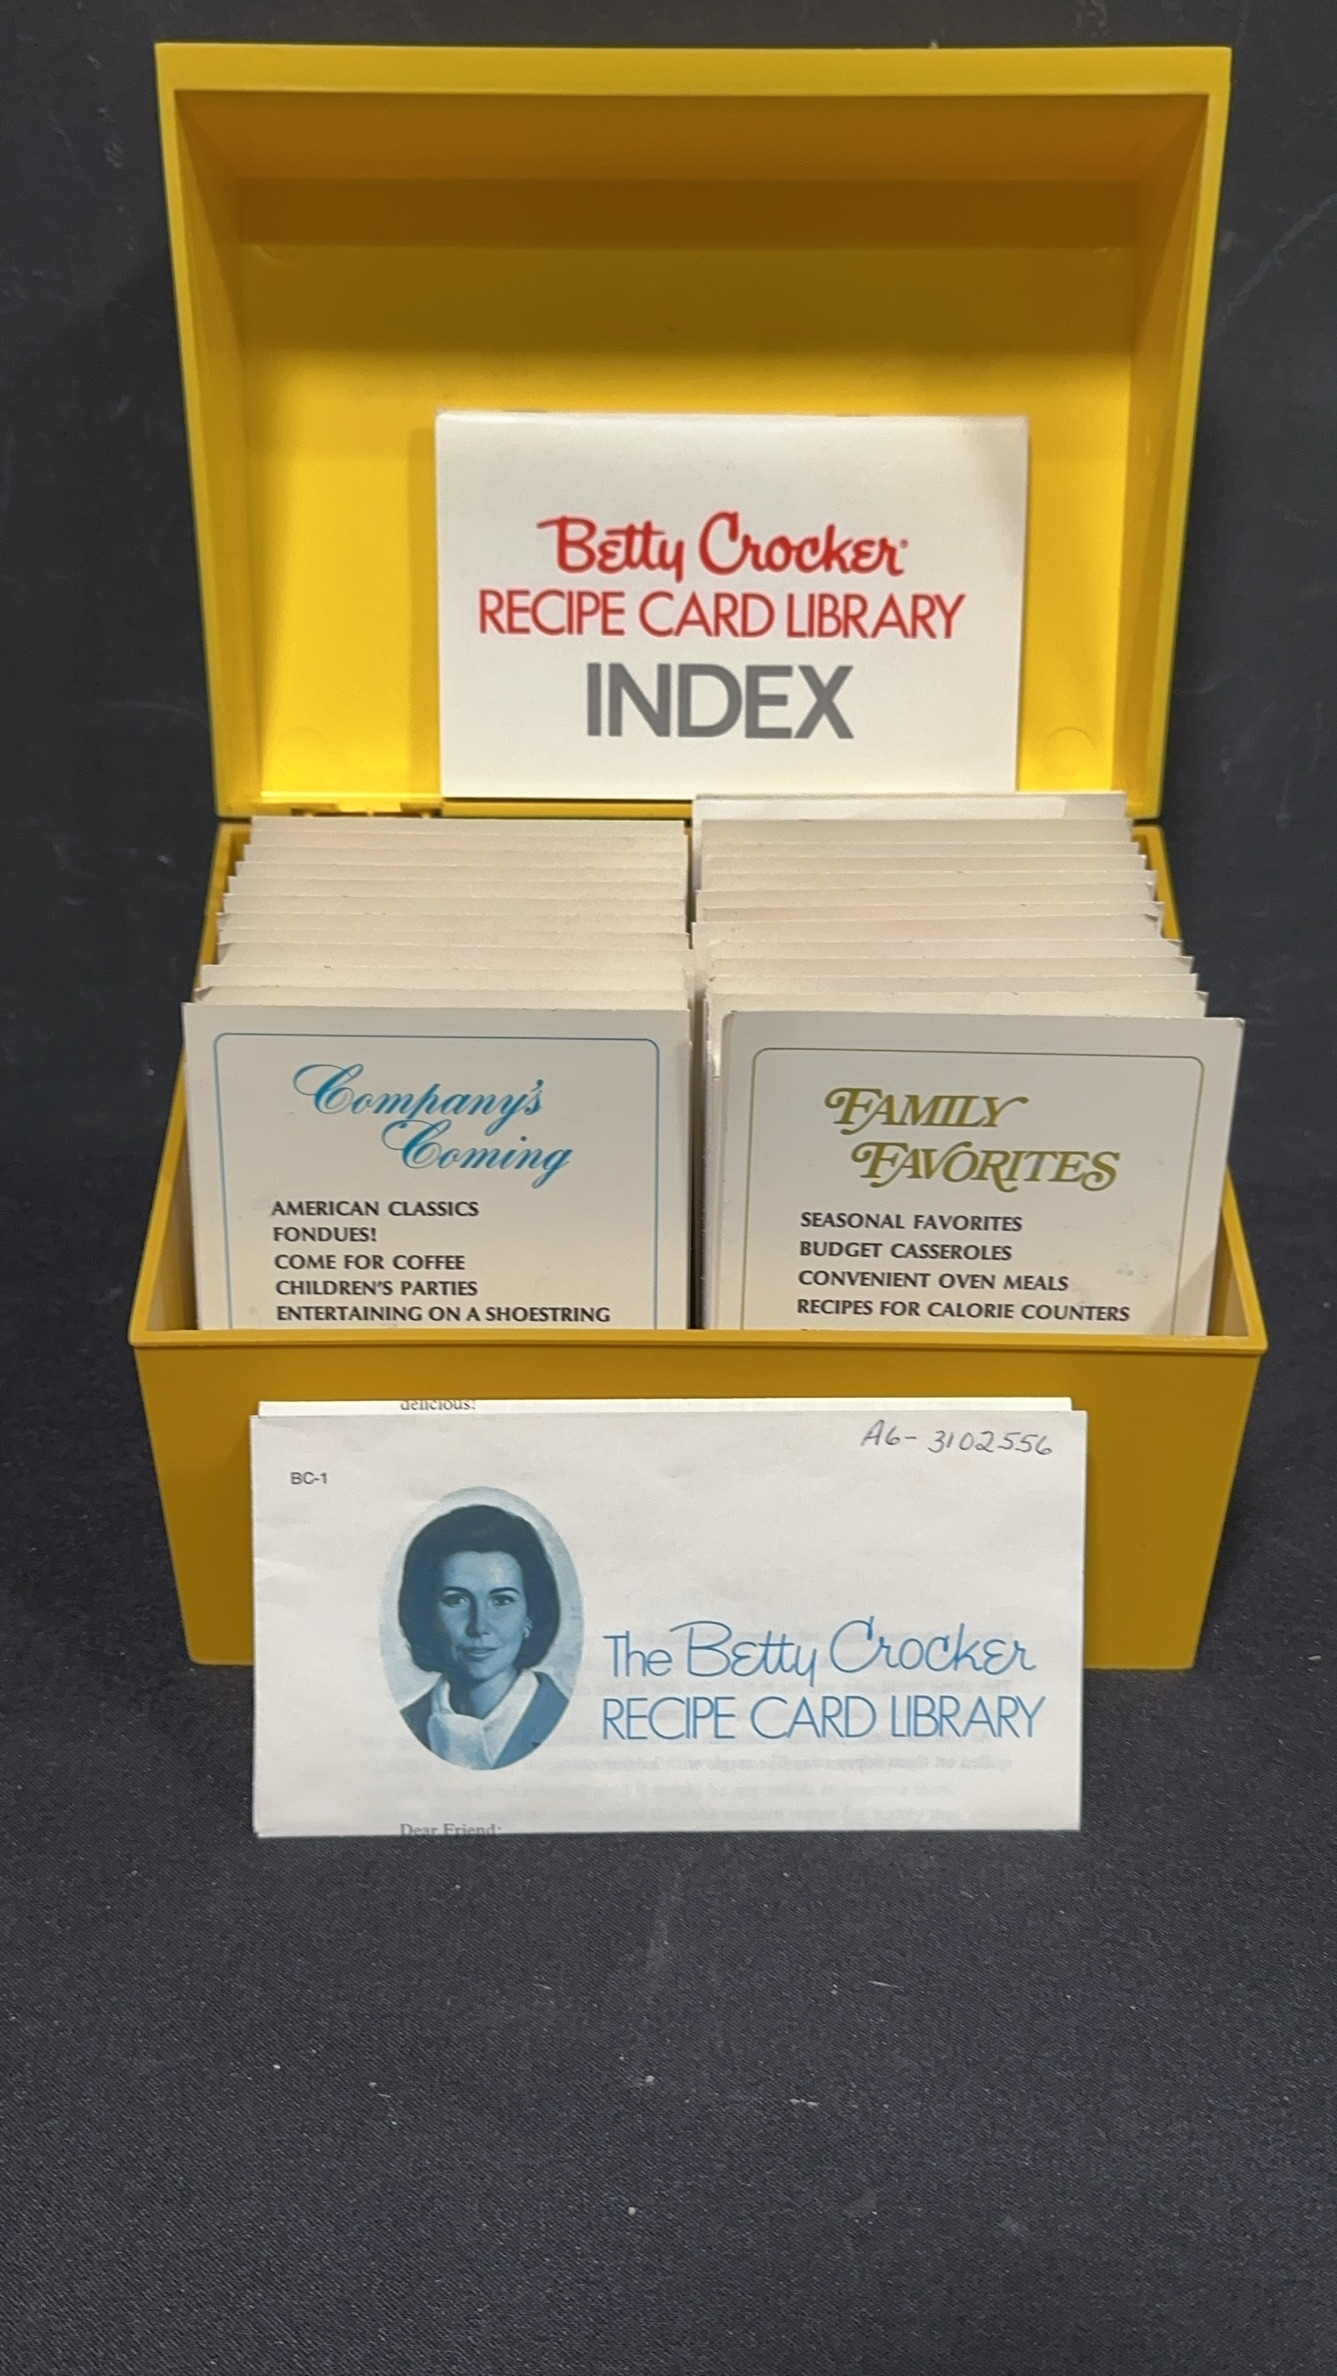 Betty Crocker®
RECIPE CARD LIBRARY
INDEX
Company's
Coming
AMERICAN CLASSICS
FONDUES!
COME FOR COFFEE
CHILDREN'S PARTIES
ENTERTAINING ON A SHOESTRING
FAMILY
FAVORITES
SEASONAL FAVORITES
BUDGET CASSEROLES
CONVENIENT OVEN MEALS
RECIPES FOR CALORIE COUNTERS
delicious!
A6-3102556
BC-1
The Betty Crocker
RECIPE CARD LIBRARY
Dear Friend: